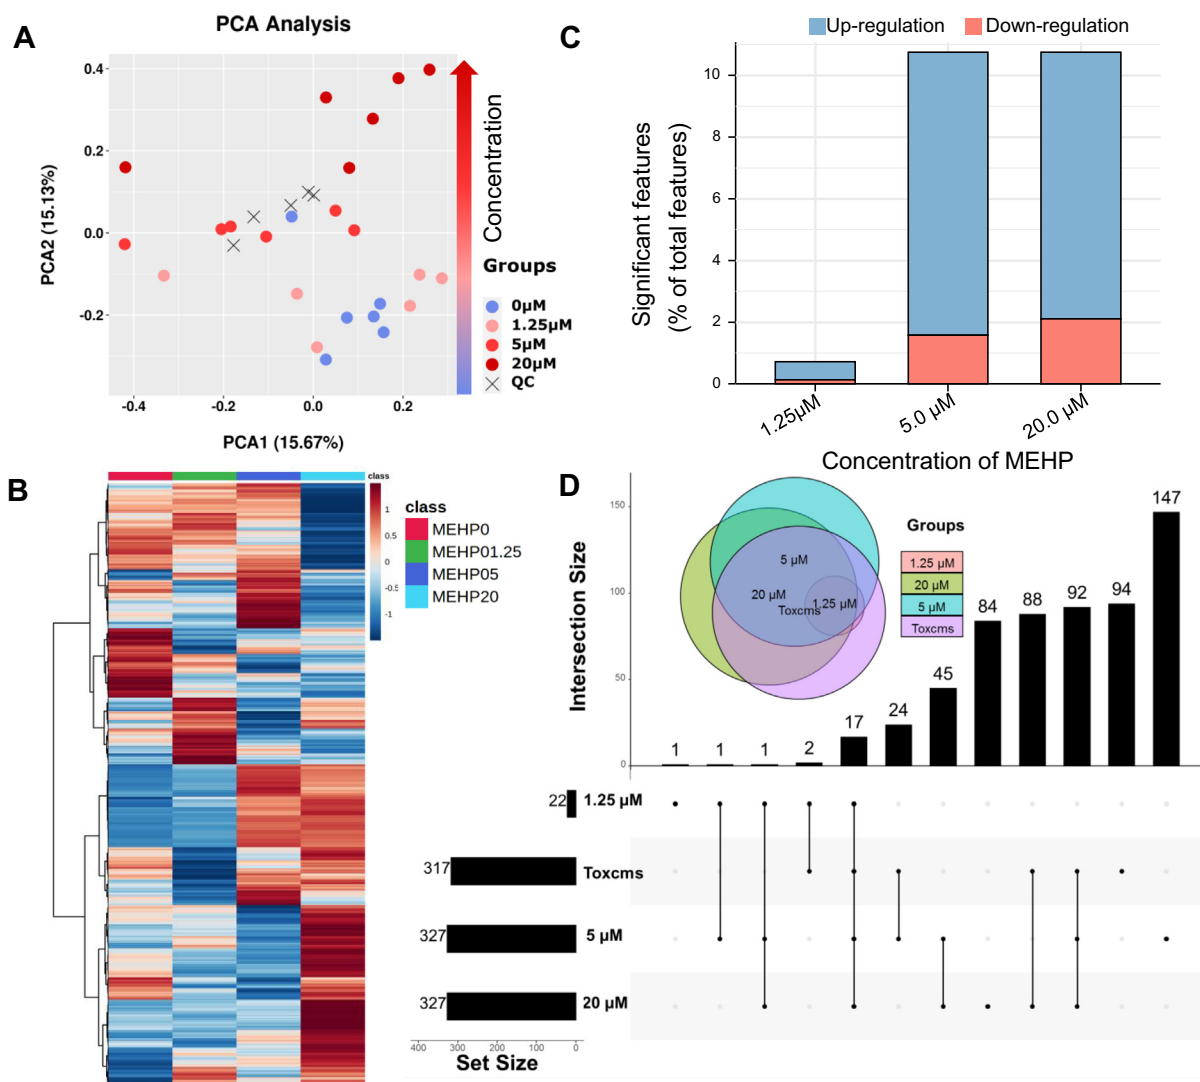 A
PCA Analysis
0.4
0.2
0.0
-0.2
-0.4
-0.2
0.0
0.2
PCA2 (15.13%)
PCA1 (15.67%)
Concentration
Groups
0μM
1.25μM
5μM
20μM
QC
C
Up-regulation
Down-regulation
10
8
6
4
2
0
Significant features
(% of total features)
1.25μM
5.0 μM
20.0 μM
Concentration of MEHP
B
class
1
0.5
0
-0.5
-1
class
MEHP0
MEHP01.25
MEHP05
MEHP20
D
150
100
50
0
Intersection Size
5 μM
20 μM
Toxcms
1.25 μM
Groups
1.25 μM
20 μM
5 μM
Toxcms
1
1
1
2
17
24
45
84
88
92
94
147
22
1.25 μM
317
Toxcms
327
5 μM
327
20 μM
400
300
200
100
0
Set Size